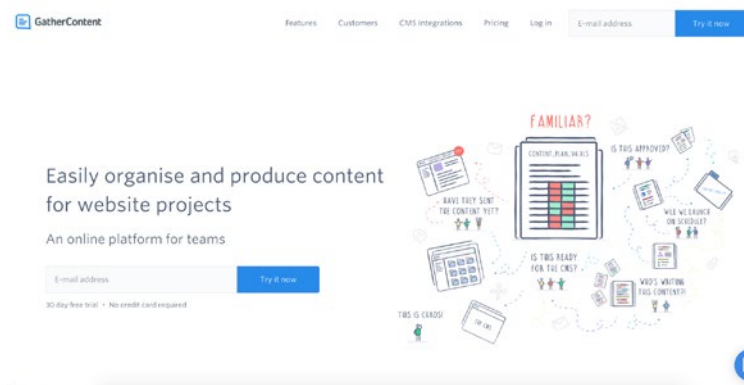 GatherContent
Features Customers CMS Integrations Pricing Log in E-mail address Try it now
FAMILIAR?
CONTENT_PLAN_V4.XLS
IS THIS APPROVED?
Easily organise and produce content
for website projects
An online platform for teams
HAVE THEY SENT
THE CONTENT YET?
WILL WE LAUNCH
ON SCHEDULE?
IS THIS READY
FOR THE CMS?
E-mail address Try it now
30 day free trial • No credit card required
WHO'S WRITING
THIS CONTENT?!
THIS IS CHAOS!